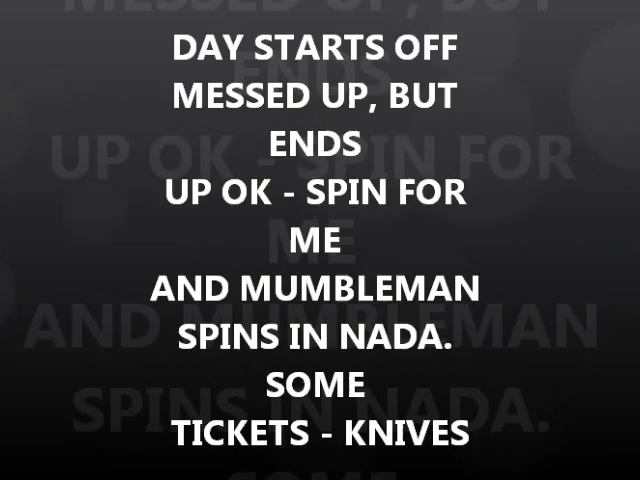 DAY STARTS OFF
MESSED UP, BUT
ENDS
UP OK - SPIN FOR
ME
AND MUMBLEMAN
SPINS IN NADA.
SOME
TICKETS - KNIVES